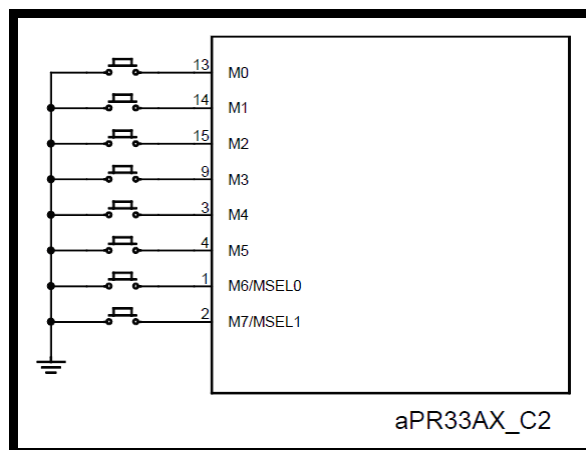 13 M0
14 M1
15 M2
9 M3
3 M4
4 M5
1 M6/MSEL0
2 M7/MSEL1
aPR33AX_C2